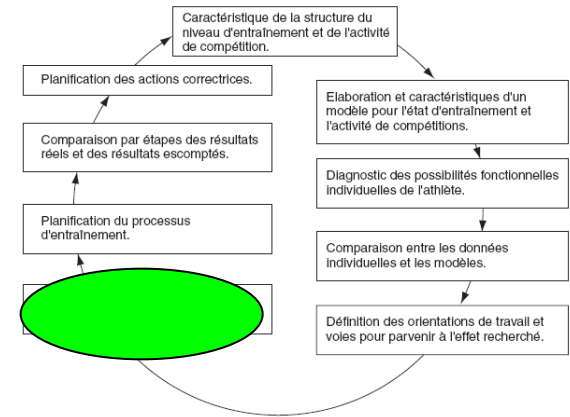 Caractéristique de la structure du
niveau d'entraînement et de l'activité
de compétition.
Elaboration et caractéristiques d'un
modèle pour l'état d'entraînement et
l'activité de compétitions.
Diagnostic des possibilités fonctionnelles
individuelles de l'athlète.
Comparaison entre les données
individuelles et les modèles.
Définition des orientations de travail et
voies pour parvenir à l'effet recherché.
Planification du processus
d'entraînement.
Comparaison par étapes des résultats
réels et des résultats escomptés.
Planification des actions correctrices.